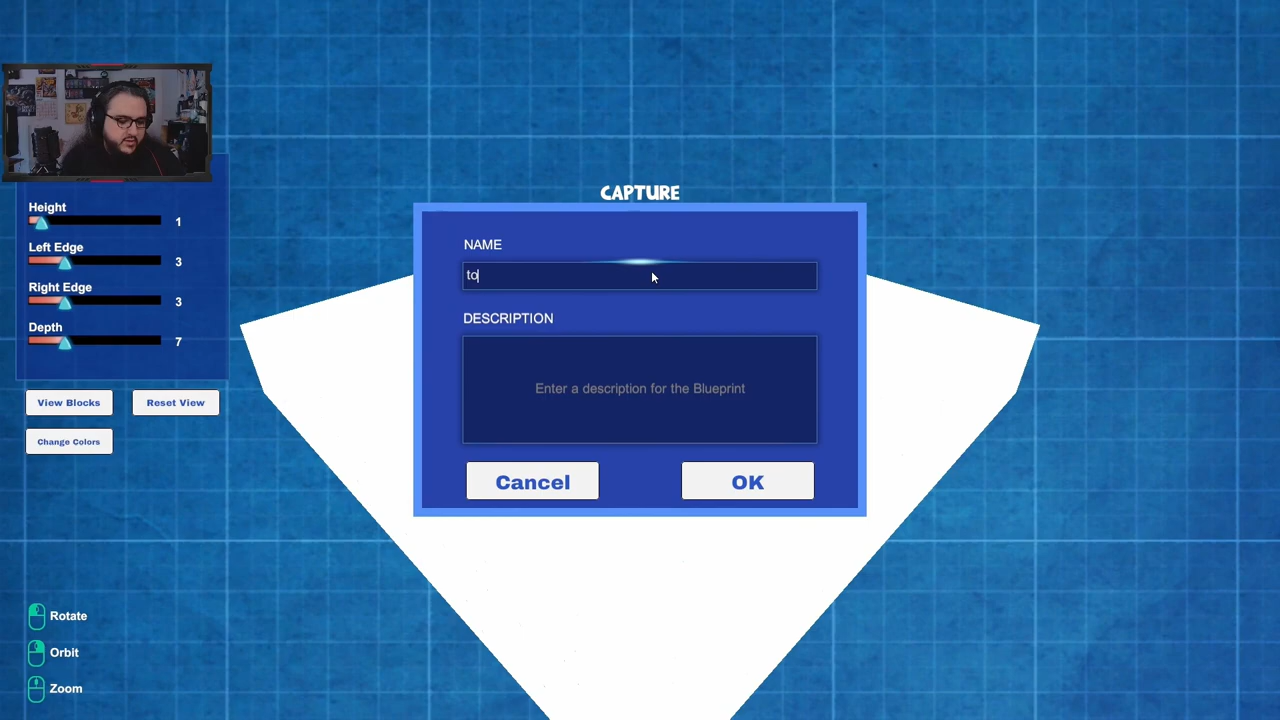 CAPTURE
NAME
to
DESCRIPTION
Enter a description for the Blueprint
Cancel
OK
Height
1
Left Edge
3
Right Edge
3
Depth
7
View Blocks
Reset View
Change Colors
Rotate
Orbit
Zoom